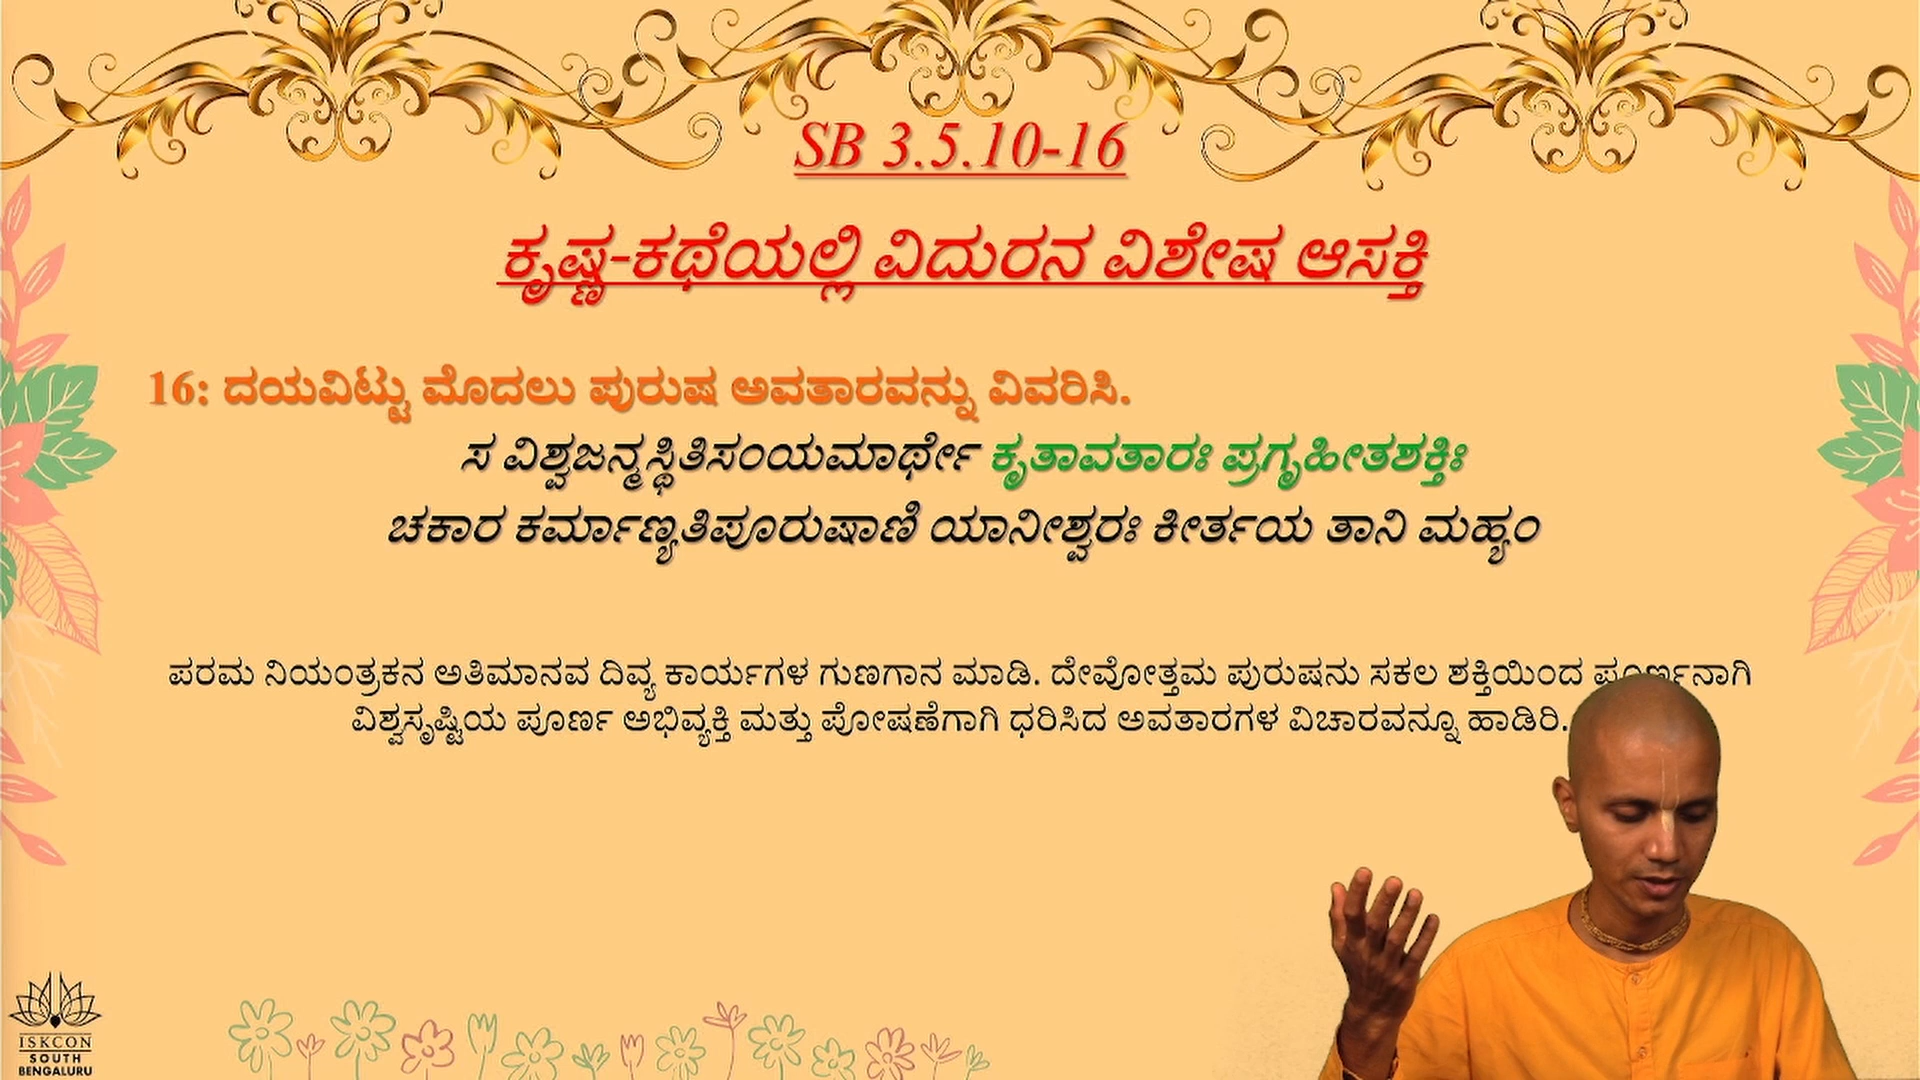 SB 3.5.10-16
ಕೃಷ್ಣ-ಕಥೆಯಲ್ಲಿ ವಿದುರನ ವಿಶೇಷ ಆಸಕ್ತಿ
16: ದಯವಿಟ್ಟು ಮೊದಲು ಪುರುಷ ಅವತಾರವನ್ನು ವಿವರಿಸಿ.
ಸ ವಿಶ್ವಜನ್ಮಸ್ಥಿತಿಸಂಯಮಾರ್ಥೇ ಕೃತಾವತಾರಃ ಪ್ರಗೃಹೀತಶಕ್ತಿಃ
ಚಕಾರ ಕರ್ಮಾಣ್ಯತಿಪೂರುಷಾಣಿ ಯಾನೀಶ್ವರಃ ಕೀರ್ತಯ ತಾನಿ ಮಹ್ಯಂ
ಪರಮ ನಿಯಂತ್ರಕನ ಅತಿಮಾನವ ದಿವ್ಯ ಕಾರ್ಯಗಳ ಗುಣಗಾನ ಮಾಡಿ. ದೇವೋತ್ತಮ ಪುರುಷನು ಸಕಲ ಶಕ್ತಿಯಿಂದ ಪೂರ್ಣನಾಗಿ
ವಿಶ್ವಸೃಷ್ಟಿಯ ಪೂರ್ಣ ಅಭಿವ್ಯಕ್ತಿ ಮತ್ತು ಪೋಷಣೆಗಾಗಿ ಧರಿಸಿದ ಅವತಾರಗಳ ವಿಚಾರವನ್ನೂ ಹಾಡಿರಿ.
ISKCON
SOUTH
BENGALURU